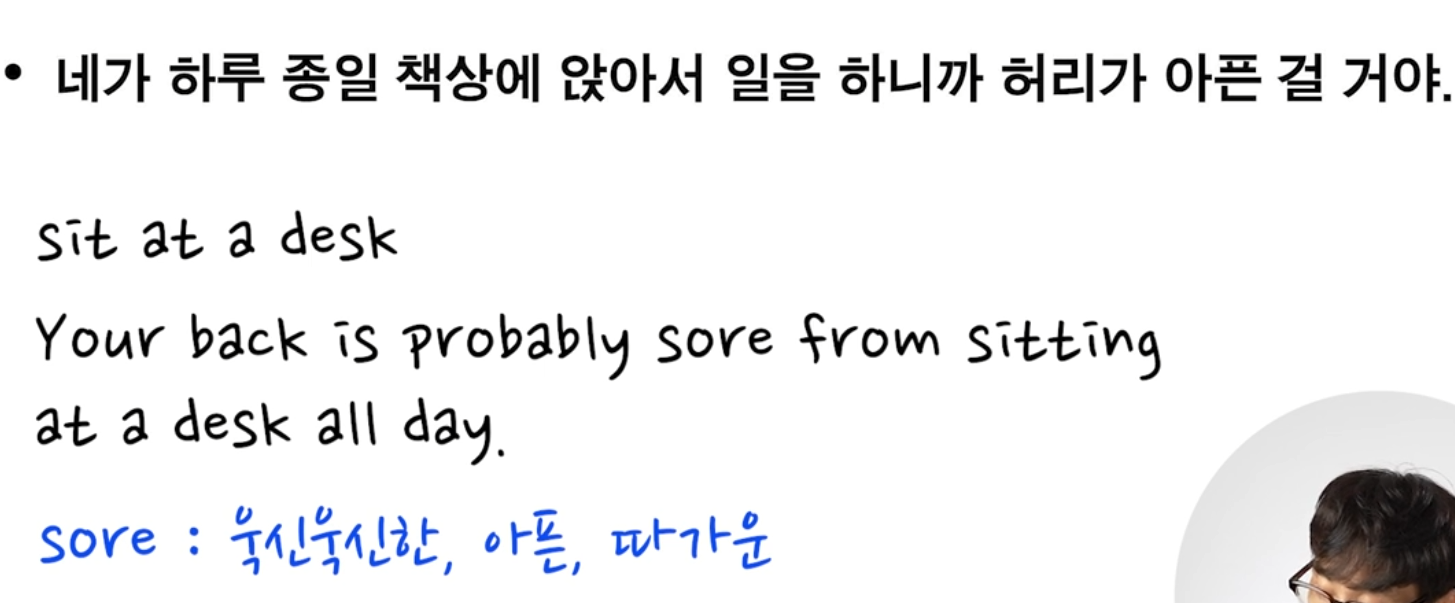 • 네가 하루 종일 책상에 앉아서 일을 하니까 허리가 아픈 걸 거야.
sit at a desk
Your back is probably sore from sitting
at a desk all day.
sore : 욱신욱신한, 아픈, 따가운